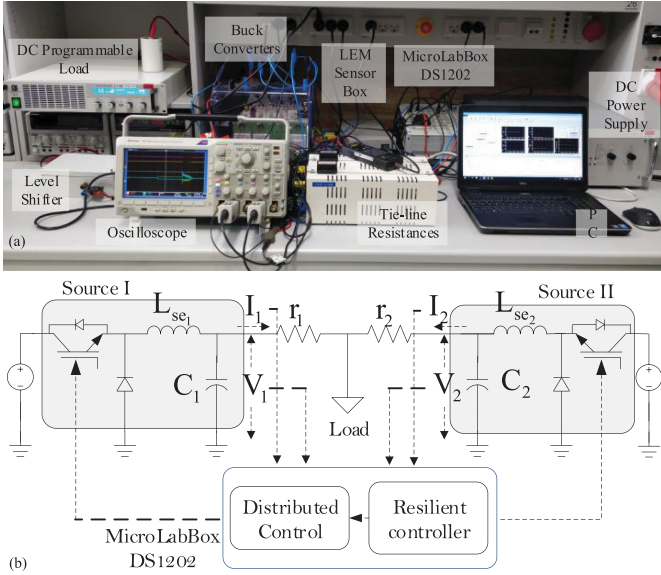 26
DC Programmable
Load
Buck
Converters
LEM
Sensor
Box
MicroLabBox
DS1202
DC
Power
Supply
Level
Shifter
Oscilloscope
Tie-line
Resistances
P
C
(a)
Source I
Source II
Lse1
I1
r1
r2
I2
Lse2
C1
V1
V2
C2
Load
Distributed
Control
Resilient
controller
MicroLabBox
DS1202
(b)